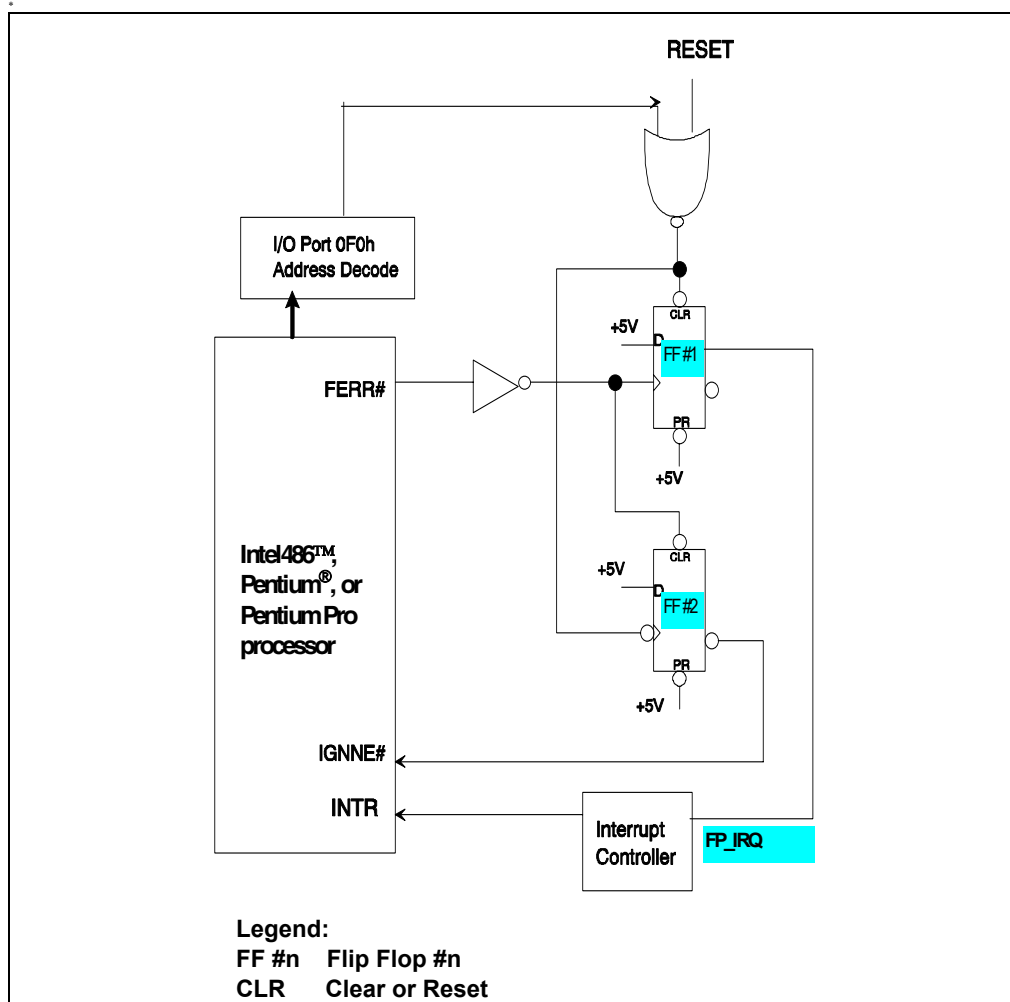 *
RESET
I/O Port 0F0h
Address Decode
CLR
+5V
D
FF #1
FERR#
PR
+5V
CLR
+5V
D
FF #2
Intel486™,
Pentium®, or
Pentium Pro
processor
PR
+5V
IGNNE#
INTR
Interrupt
Controller
FP_IRQ
Legend:
FF #n Flip Flop #n
CLR Clear or Reset